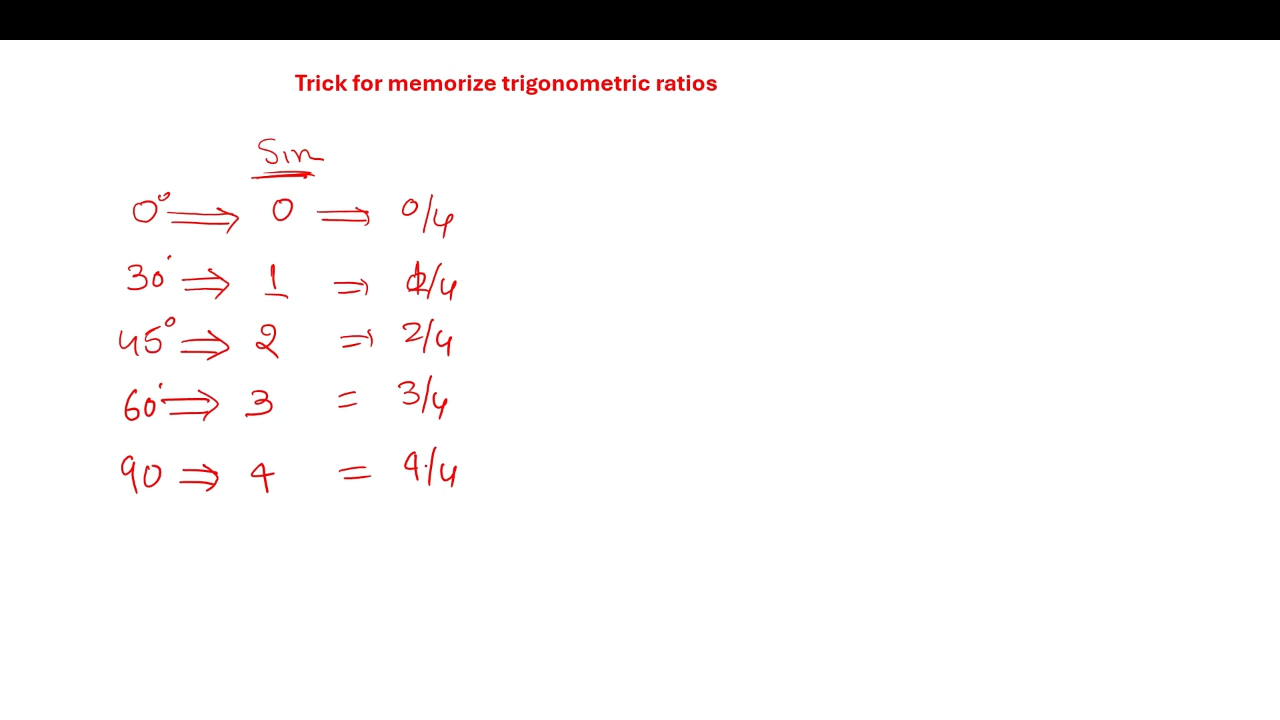 Trick for memorize trigonometric ratios
Sin
0° ⇒ 0 ⇒ 0/4
30° ⇒ 1 ⇒ 1/4
45° ⇒ 2 ⇒ 2/4
60° ⇒ 3 = 3/4
90 ⇒ 4 = 4/4